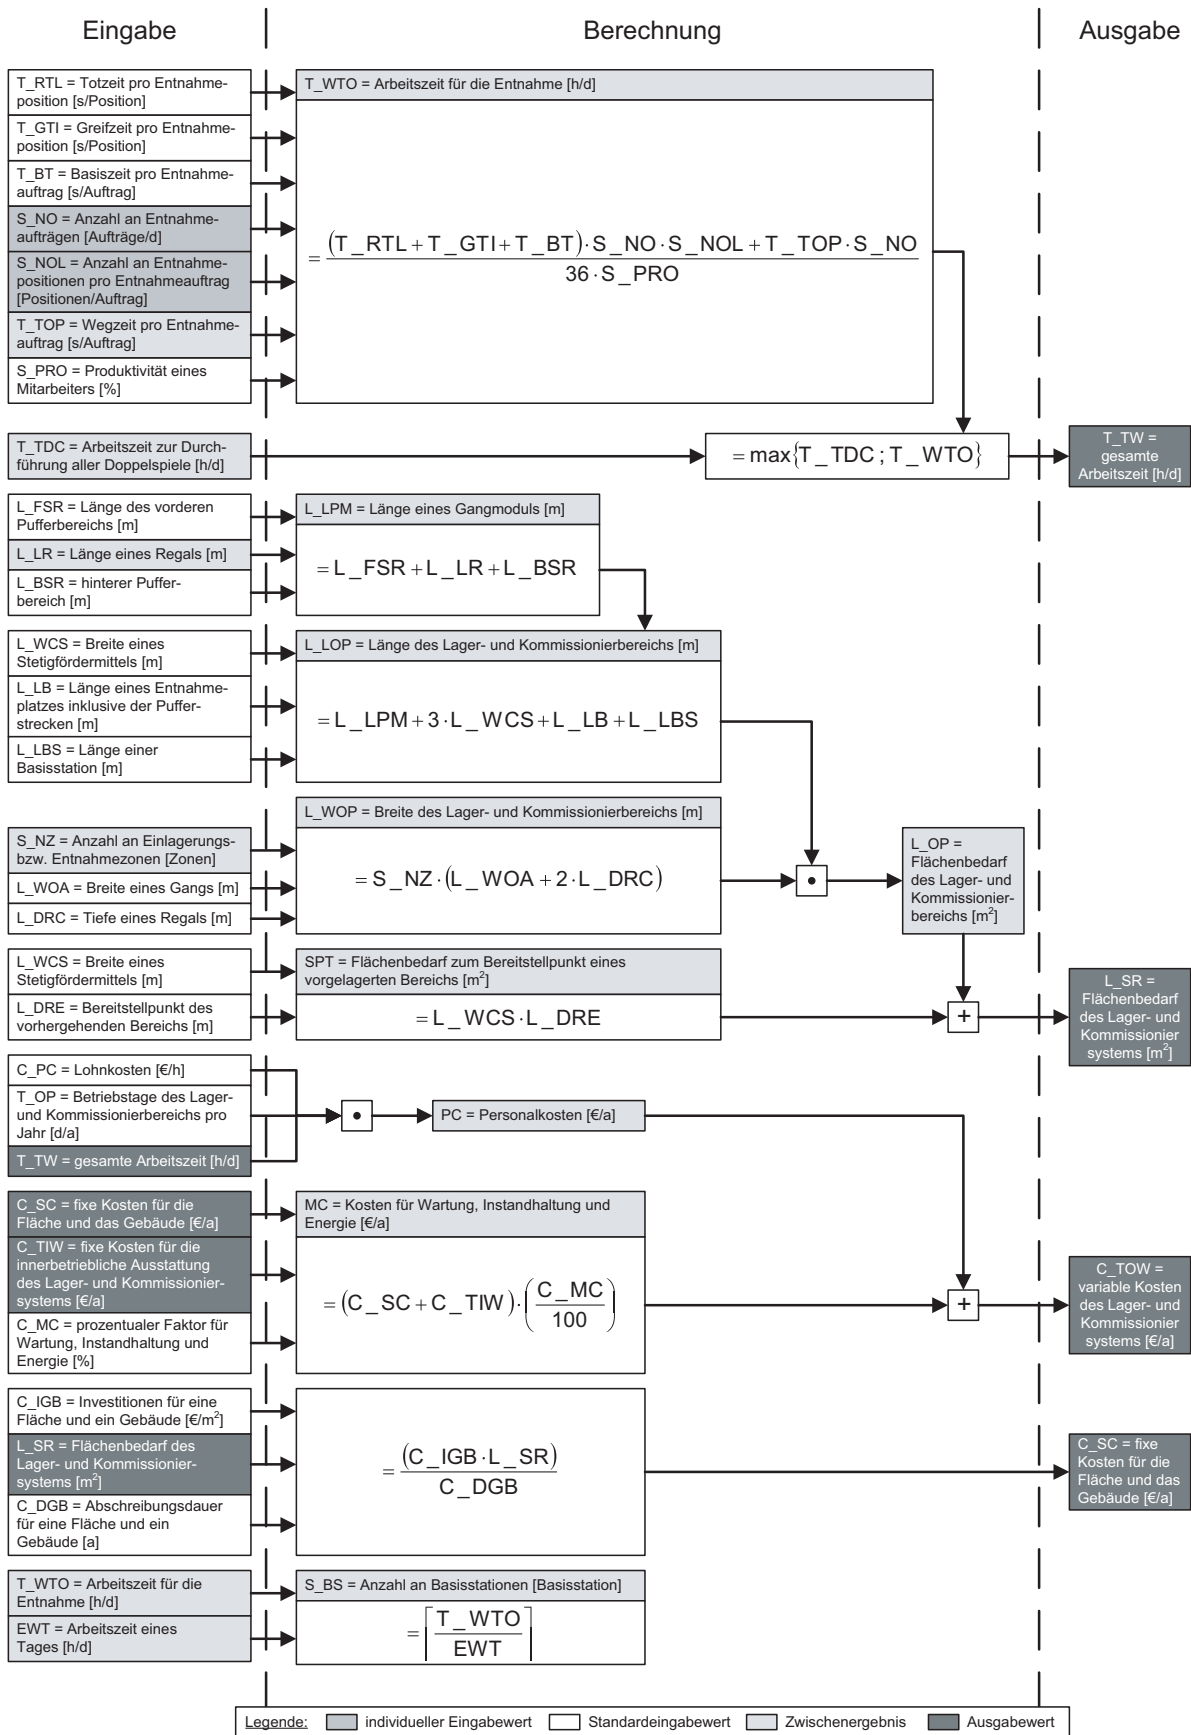 Eingabe
Berechnung
Ausgabe
T_RTL = Totzeit pro Entnahme-
position [s/Position]
T_GTI = Greifzeit pro Entnahme-
position [s/Position]
T_BT = Basiszeit pro Entnahme-
auftrag [s/Auftrag]
S_NO = Anzahl an Entnahme-
aufträgen [Aufträge/d]
S_NOL = Anzahl an Entnahme-
positionen pro Entnahmeauftrag
[Positionen/Auftrag]
T_TOP = Wegzeit pro Entnahme-
auftrag [s/Auftrag]
S_PRO = Produktivität eines
Mitarbeiters [%]
T_WTO = Arbeitszeit für die Entnahme [h/d]
(T_RTL+T_GTI+T_BT)·S_NO·S_NOL+T_TOP·S_NO
=
36·S_PRO
T_TDC = Arbeitszeit zur Durch-
führung aller Doppelspiele [h/d]
=max{T_TDC;T_WTO}
T_TW =
gesamte
Arbeitszeit [h/d]
L_FSR = Länge des vorderen
Pufferbereichs [m]
L_LR = Länge eines Regals [m]
L_BSR = hinterer Puffer-
bereich [m]
L_LPM = Länge eines Gangmoduls [m]
=L_FSR+L_LR+L_BSR
L_WCS = Breite eines
Stetigfördermittels [m]
L_LB = Länge eines Entnahme-
platzes inklusive der Puffer-
strecken [m]
L_LBS = Länge einer
Basisstation [m]
L_LOP = Länge des Lager- und Kommissionierbereichs [m]
=L_LPM+3·L_WCS+L_LB+L_LBS
S_NZ = Anzahl an Einlagerungs-
bzw. Entnahmezonen [Zonen]
L_WOA = Breite eines Gangs [m]
L_DRC = Tiefe eines Regals [m]
L_WOP = Breite des Lager- und Kommissionierbereichs [m]
=S_NZ·(L_WOA+2·L_DRC)
•
L_OP =
Flächenbedarf
des Lager- und
Kommissionier-
bereichs [m²]
L_WCS = Breite eines
Stetigfördermittels [m]
L_DRE = Bereitstellpunkt des
vorhergehenden Bereichs [m]
SPT = Flächenbedarf zum Bereitstellpunkt eines
vorgelagerten Bereichs [m²]
=L_WCS·L_DRE
+
L_SR =
Flächenbedarf
des Lager- und
Kommissionier
systems [m²]
C_PC = Lohnkosten [€/h]
T_OP = Betriebstage des Lager-
und Kommissionierbereichs pro
Jahr [d/a]
T_TW = gesamte Arbeitszeit [h/d]
•
PC = Personalkosten [€/a]
C_SC = fixe Kosten für die
Fläche und das Gebäude [€/a]
C_TIW = fixe Kosten für die
innerbetriebliche Ausstattung
des Lager- und Kommissionier-
systems [€/a]
C_MC = prozentualer Faktor für
Wartung, Instandhaltung und
Energie [%]
MC = Kosten für Wartung, Instandhaltung und
Energie [€/a]
=(C_SC+C_TIW)·(C_MC/100)
+
C_TOW =
variable Kosten
des Lager- und
Kommissionier
systems [€/a]
C_IGB = Investitionen für eine
Fläche und ein Gebäude [€/m²]
L_SR = Flächenbedarf des
Lager- und Kommissionier-
systems [m²]
C_DGB = Abschreibungsdauer
für eine Fläche und ein
Gebäude [a]
(C_IGB·L_SR)
=
C_DGB
C_SC = fixe
Kosten für die
Fläche und das
Gebäude [€/a]
T_WTO = Arbeitszeit für die
Entnahme [h/d]
EWT = Arbeitszeit eines
Tages [h/d]
S_BS = Anzahl an Basisstationen [Basisstation]
=⌈T_WTO/EWT⌉
Legende: individueller Eingabewert Standardeingabewert Zwischenergebnis Ausgabewert